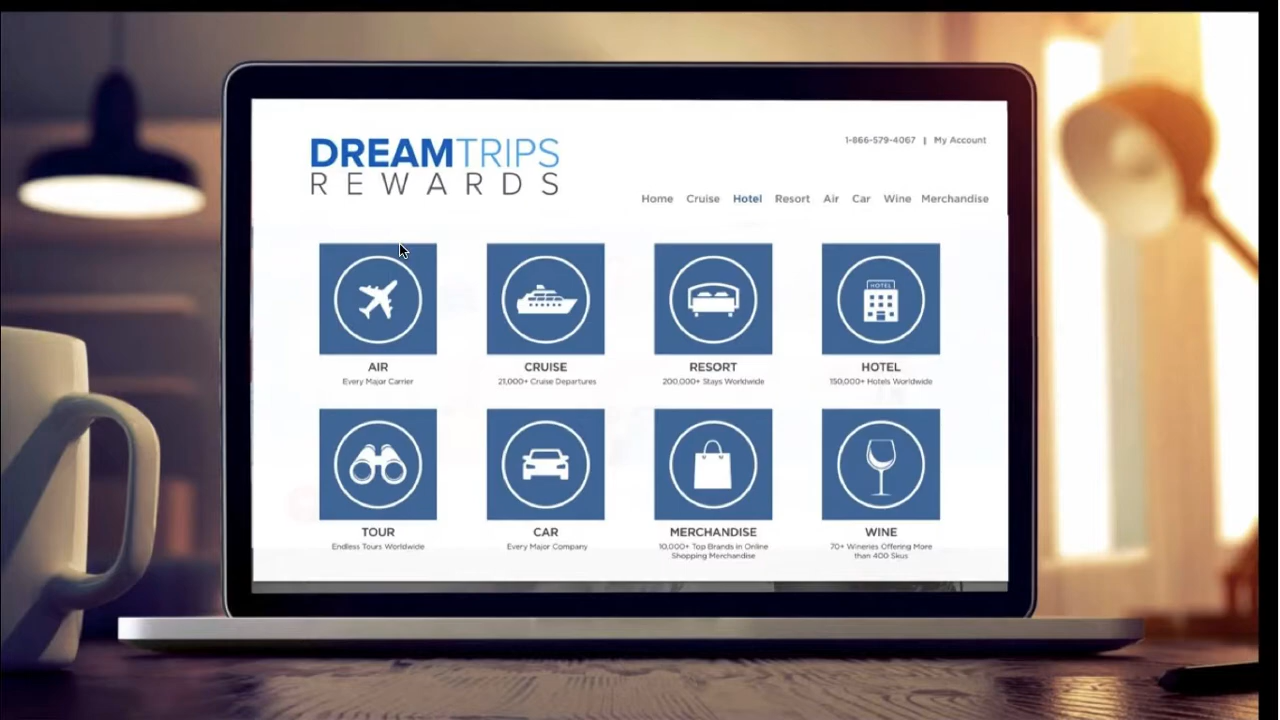 DREAMTRIPS
REWARDS
1-866-579-4067 | My Account
Home Cruise Hotel Resort Air Car Wine Merchandise
HOTEL
AIR
Every Major Carrier
CRUISE
21,000+ Cruise Departures
RESORT
200,000+ Stays Worldwide
HOTEL
150,000+ Hotels Worldwide
TOUR
Endless Tours Worldwide
CAR
Every Major Company
MERCHANDISE
10,000+ Top Brands in Online
Shopping Merchandise
WINE
70+ Wineries Offering More
than 400 Skus